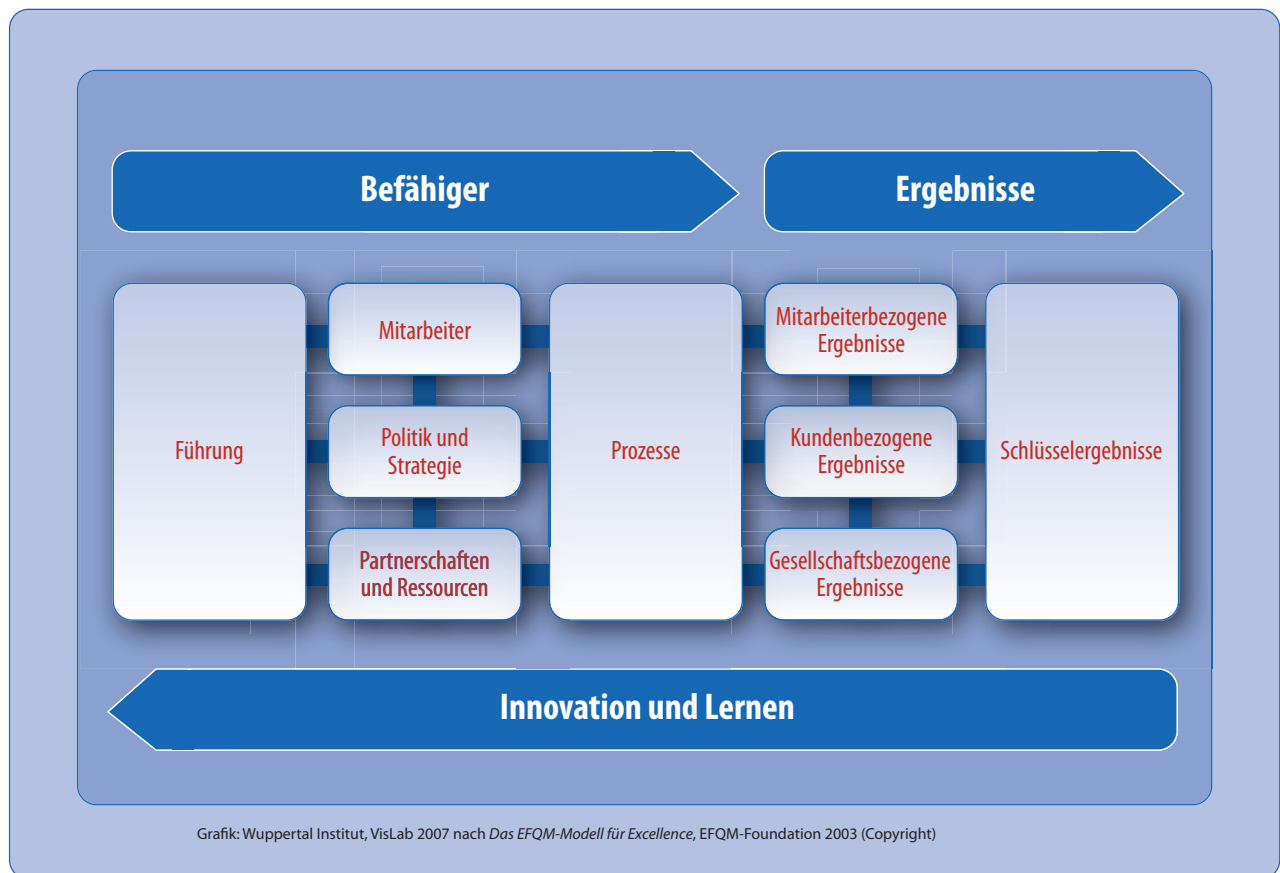 Befähiger
Ergebnisse
Führung
Mitarbeiter
Politik und
Strategie
Partnerschaften
und Ressourcen
Prozesse
Mitarbeiterbezogene
Ergebnisse
Kundenbezogene
Ergebnisse
Gesellschaftsbezogene
Ergebnisse
Schlüsselergebnisse
Innovation und Lernen
Grafik: Wuppertal Institut, VisLab 2007 nach Das EFQM-Modell für Excellence, EFQM-Foundation 2003 (Copyright)